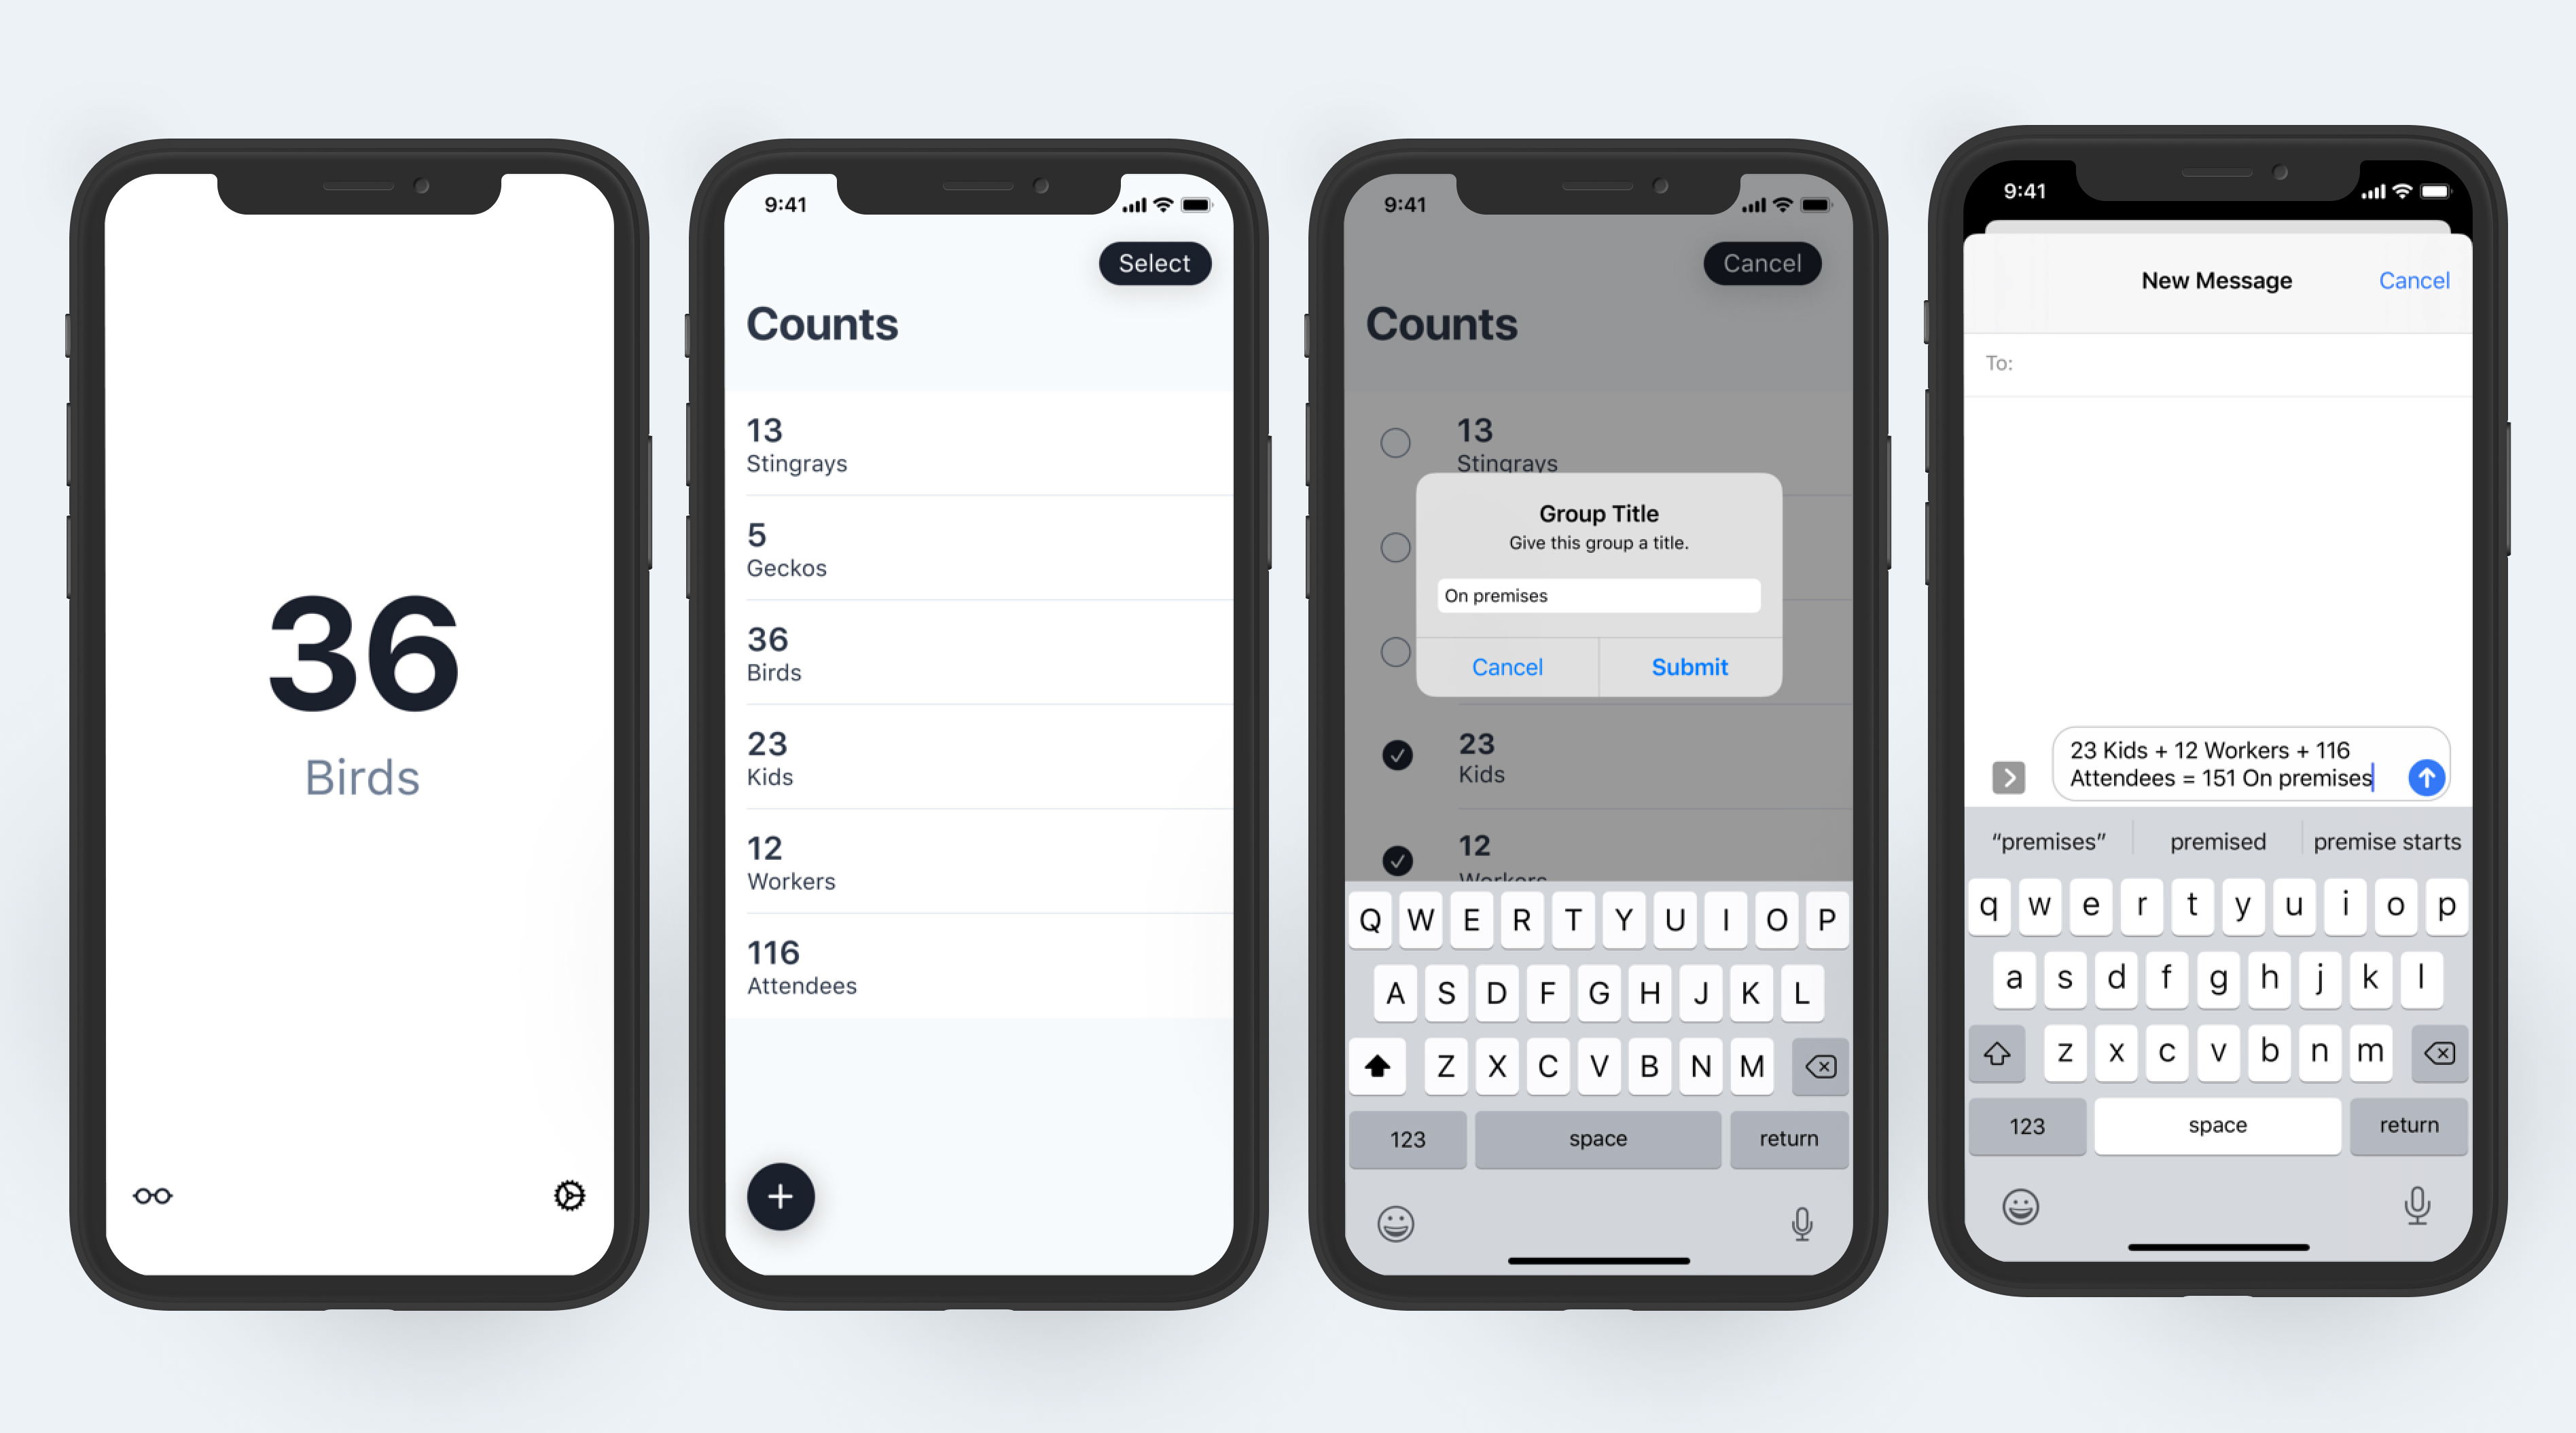 36
Birds
9:41
Select
Counts
13
Stingrays
5
Geckos
36
Birds
23
Kids
12
Workers
116
Attendees
9:41
Cancel
Counts
13
Stingrays
Group Title
Give this group a title.
On premises
Cancel Submit
23
Kids
12
Workers
Q W E R T Y U I O P
A S D F G H J K L
Z X C V B N M
123 space return
9:41
New Message Cancel
To:
23 Kids + 12 Workers + 116
Attendees = 151 On premises
“premises” premised premise starts
q w e r t y u i o p
a s d f g h j k l
z x c v b n m
123 space return